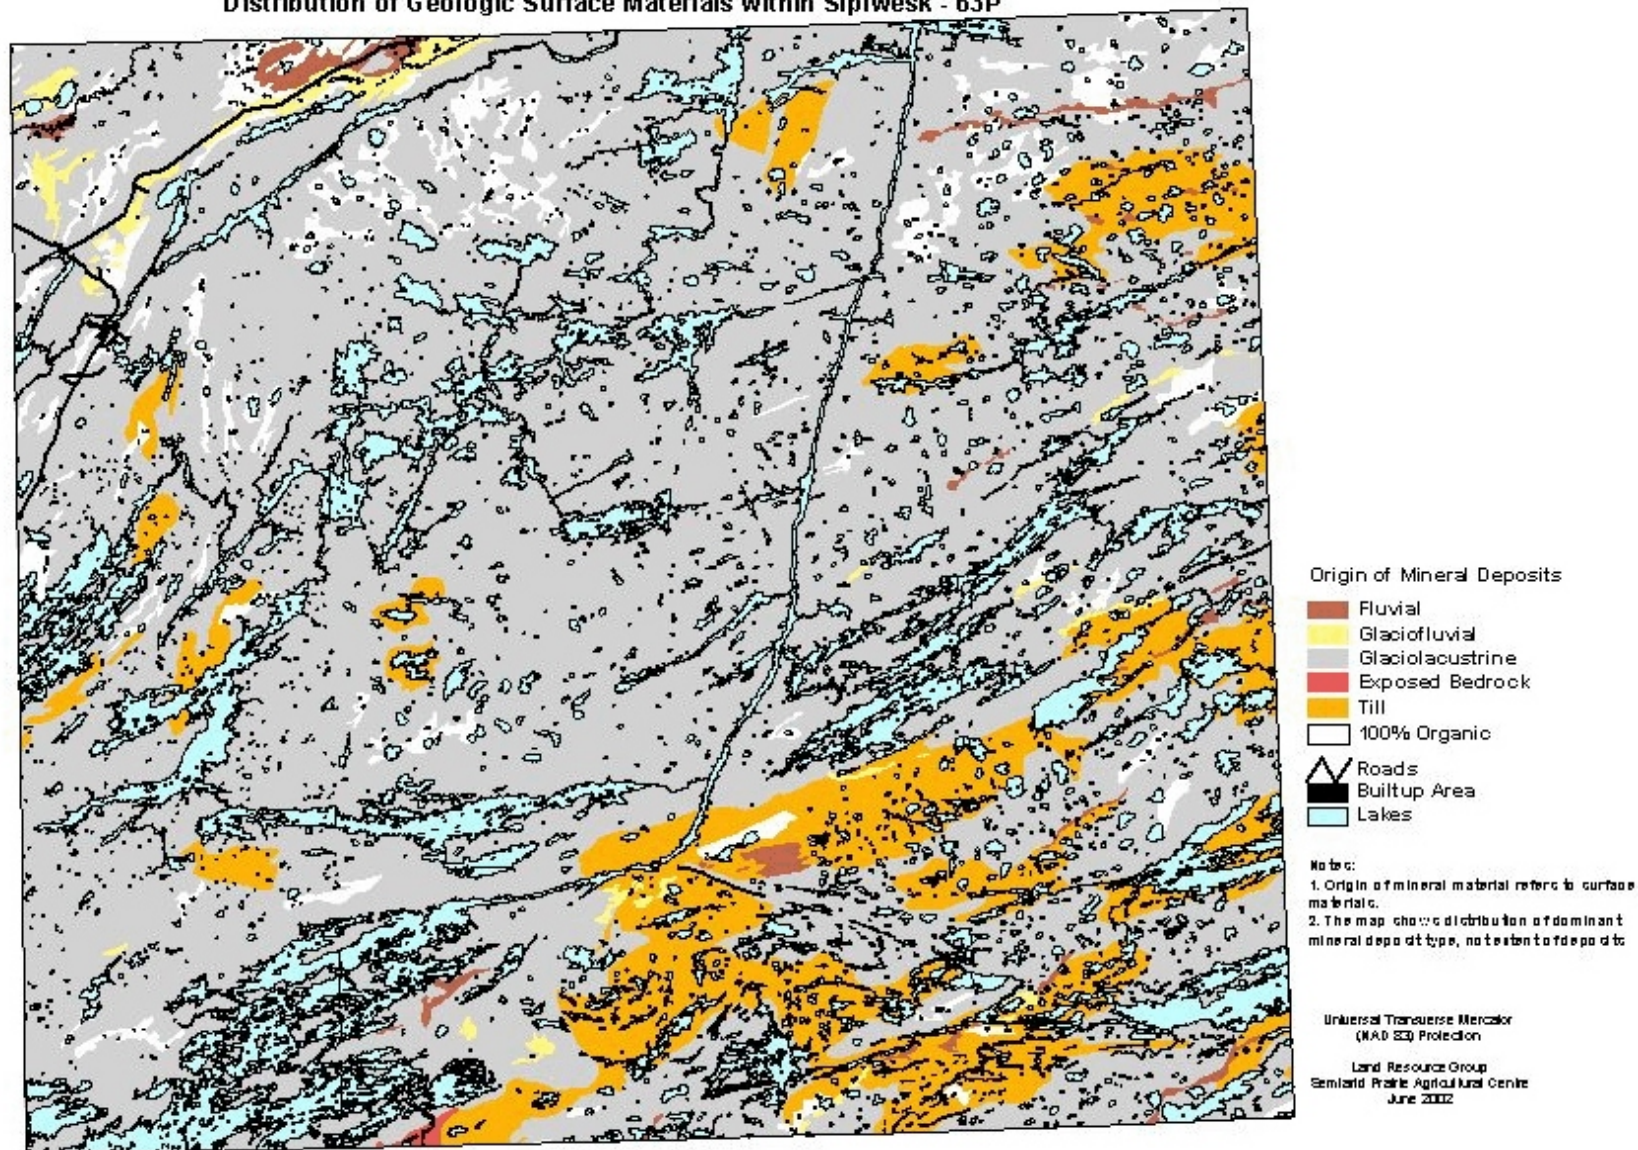 Distribution of Geologic Surface Materials within Sipiwesk - 63P
Origin of Mineral Deposits
Fluvial
Glaciofluvial
Glaciolacustrine
Exposed Bedrock
Till
100% Organic
Roads
Builtup Area
Lakes
Notes:
1. Origin of mineral material refers to surface
materials.
2. The map shows distribution of dominant
mineral deposit type, not extent of deposits
Universal Transverse Mercator
(NAD 83) Projection
Land Resource Group
Semiarid Prairie Agricultural Centre
June 2002